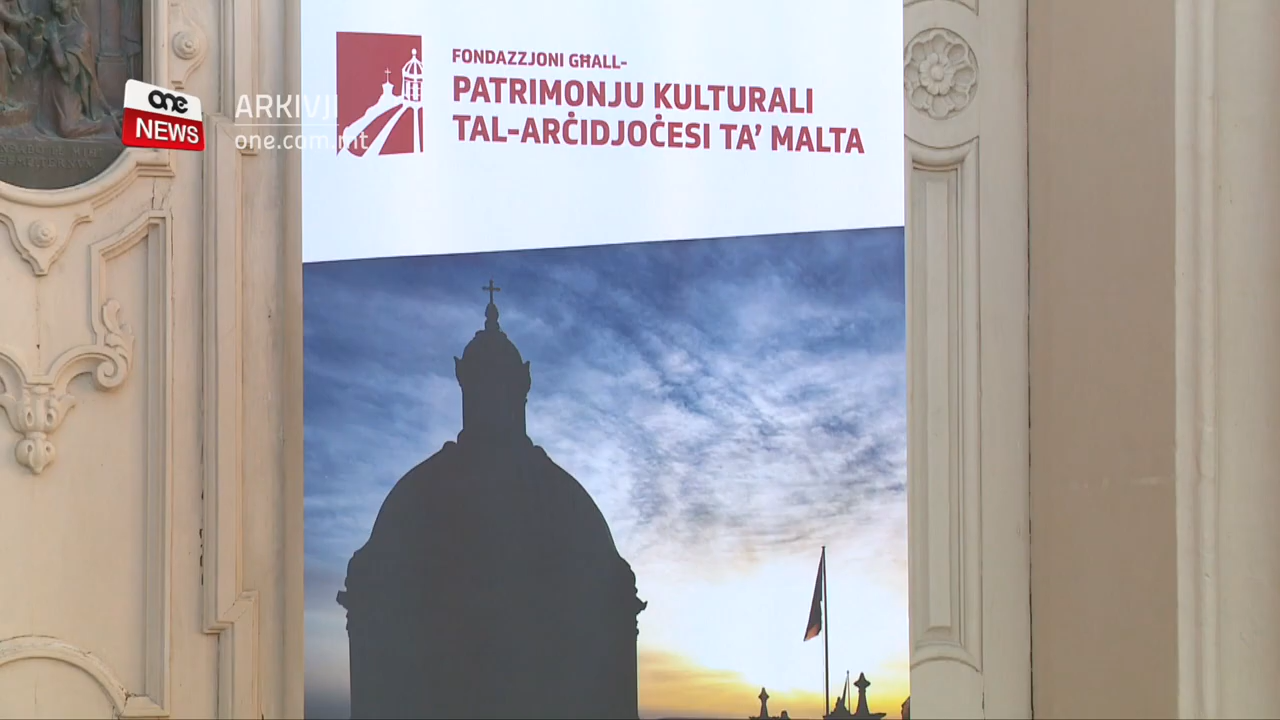 FONDAZZJONI GĦALL-
PATRIMONJU KULTURALI
TAL-ARĊIDJOĊESI TA' MALTA
one
NEWS
ARKIVJI
one.com.mt